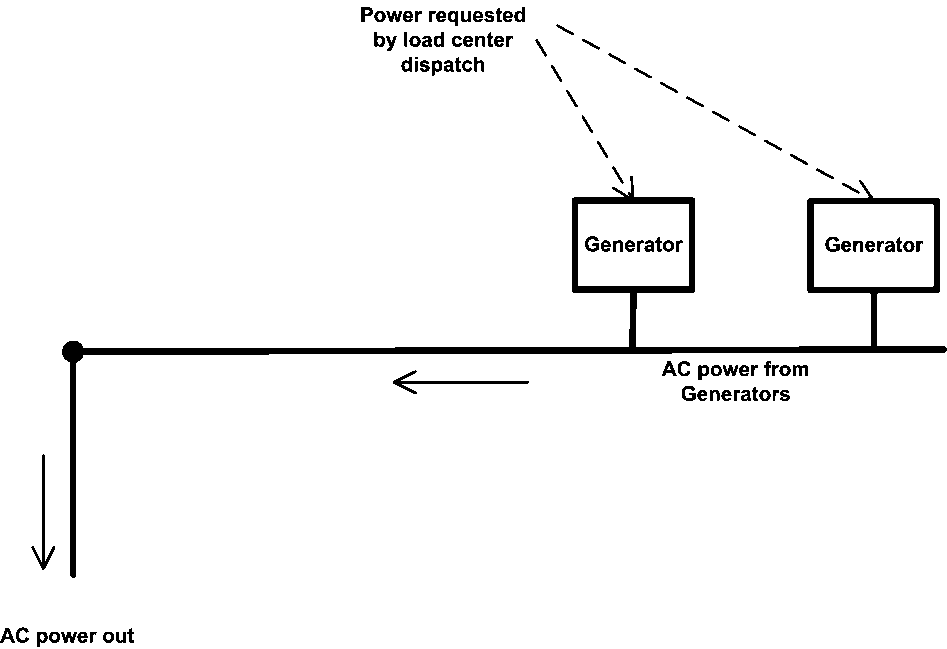 Power requested
by load center
dispatch
Generator
Generator
AC power from
Generators
AC power out